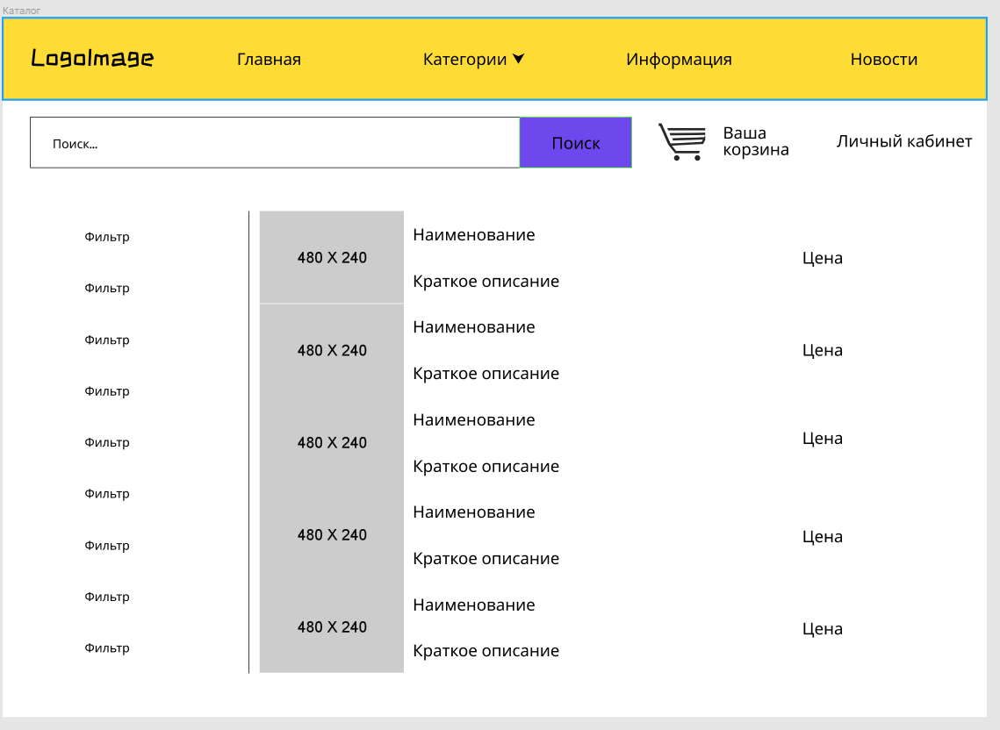 Каталог
LogoImage
Главная
Категории
Информация
Новости
Поиск...
Поиск
Ваша
корзина
Личный кабинет
Фильтр
Фильтр
Фильтр
Фильтр
Фильтр
Фильтр
Фильтр
Фильтр
Фильтр
480 X 240
Наименование
Краткое описание
Цена
480 X 240
Наименование
Краткое описание
Цена
480 X 240
Наименование
Краткое описание
Цена
480 X 240
Наименование
Краткое описание
Цена
480 X 240
Наименование
Краткое описание
Цена